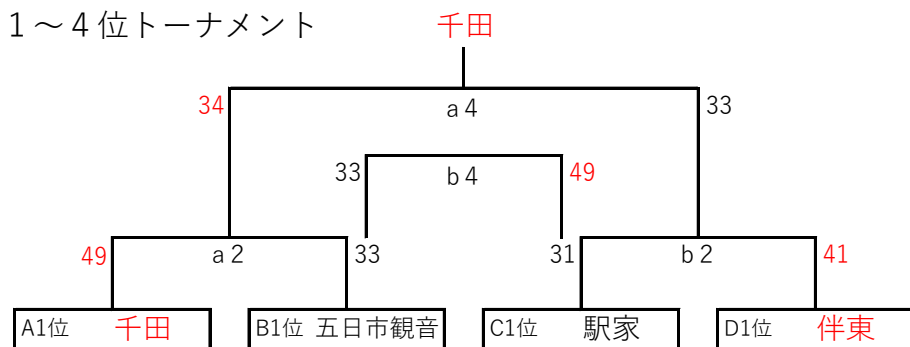 1～4位トーナメント 千田
34 a4 33
33 b4 49
49 a2 33 31 b2 41
A1位 千田 B1位 五日市観音 C1位 駅家 D1位 伴東